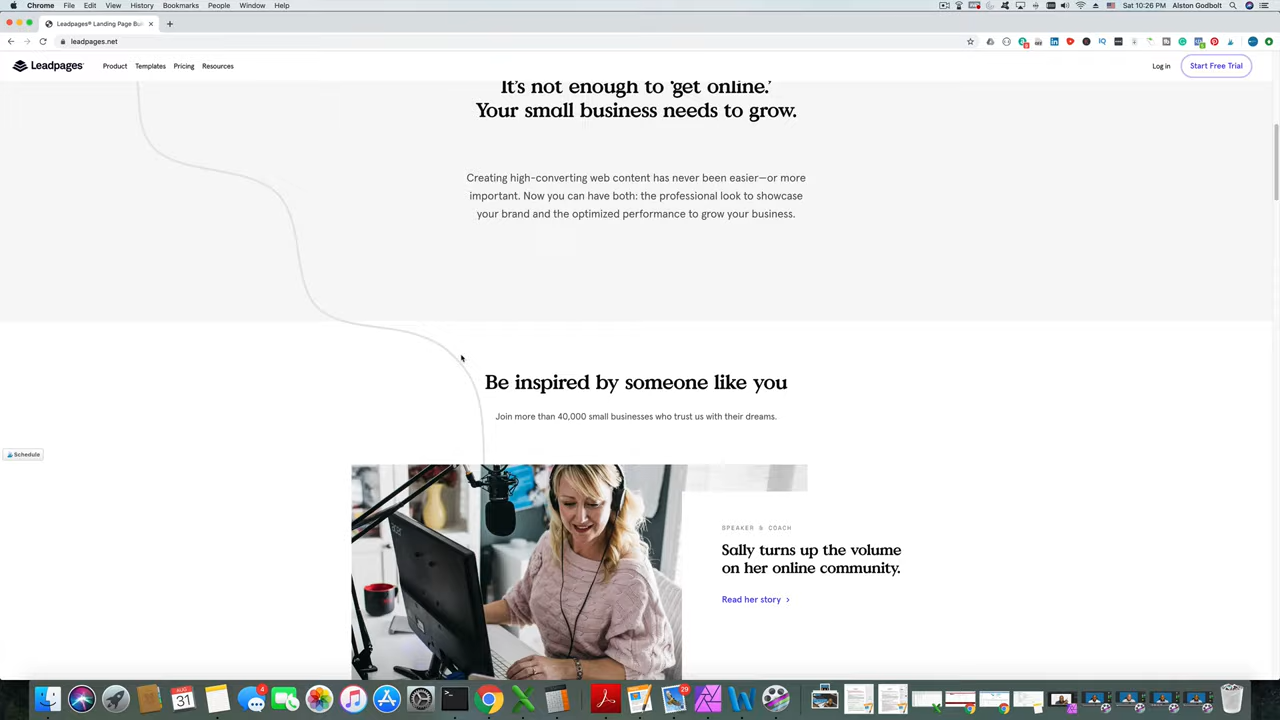 Chrome File Edit View History Bookmarks People Window Help
Sat 10:26 PM Alston Godbolt
Leadpages® Landing Page Bui
leadpages.net
Leadpages
Product Templates Pricing Resources
Log in
Start Free Trial
It's not enough to 'get online.'
Your small business needs to grow.
Creating high-converting web content has never been easier—or more
important. Now you can have both: the professional look to showcase
your brand and the optimized performance to grow your business.
Be inspired by someone like you
Join more than 40,000 small businesses who trust us with their dreams.
Schedule
SPEAKER & COACH
Sally turns up the volume
on her online community.
Read her story
AUG
31
4
29